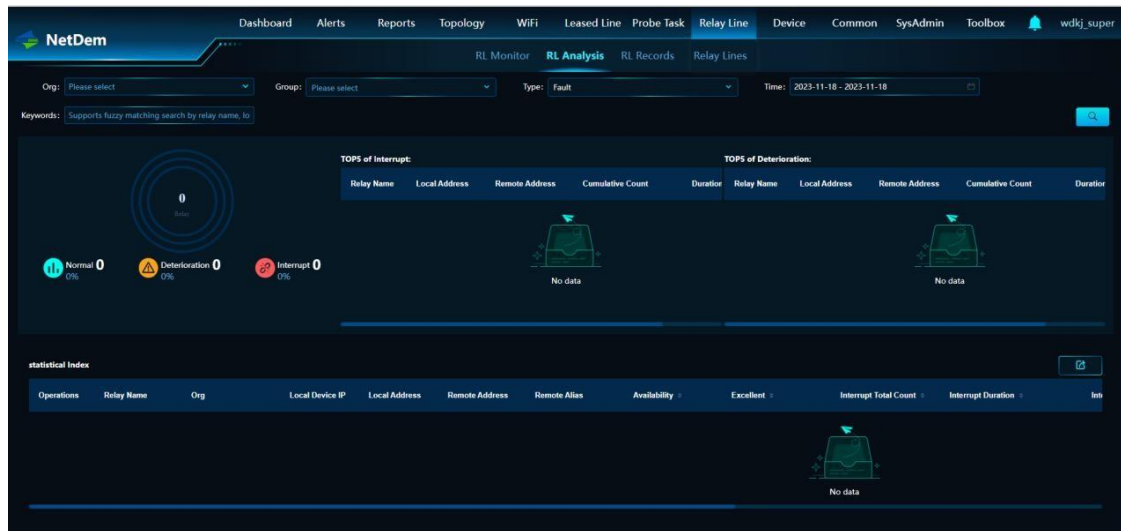 NetDem
Dashboard Alerts Reports Topology WiFi Leased Line Probe Task Relay Line Device Common SysAdmin Toolbox wdkj_super
RL Monitor RL Analysis RL Records Relay Lines
Org: Please select Group: Please select Type: Fault Time: 2023-11-18 - 2023-11-18
Keywords: Supports fuzzy matching search by relay name, lo
0
Relay
Normal 0
0%
Deterioration 0
0%
Interrupt 0
0%
TOP5 of Interrupt:
Relay Name Local Address Remote Address Cumulative Count Duration
No data
TOP5 of Deterioration:
Relay Name Local Address Remote Address Cumulative Count Duration
No data
statistical Index
Operations Relay Name Org Local Device IP Local Address Remote Address Remote Alias Availability Excellent Interrupt Total Count Interrupt Duration Inte
No data